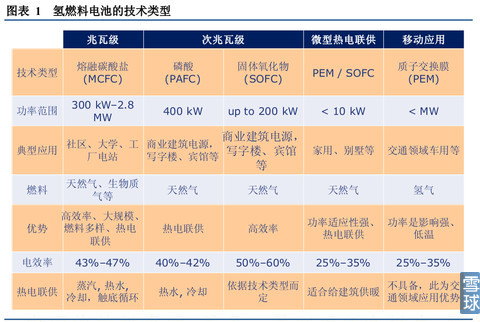 图表 1 氢燃料电池的技术类型
兆瓦级 次兆瓦级 微型热电联供 移动应用
技术类型 熔融碳酸盐 (MCFC) 磷酸 (PAFC) 固体氧化物 (SOFC) PEM / SOFC 质子交换膜 (PEM)
功率范围 300 kW–2.8 MW 400 kW up to 200 kW < 10 kW < MW
典型应用 社区、大学、工厂电站 商业建筑电源，写字楼、宾馆等 商业建筑电源，写字楼、宾馆等 家用、别墅等 交通领域车用等
燃料 天然气、生物质气等 天然气 天然气 天然气 氢气
优势 高效率、大规模、燃料多样、热电联供 热电联供 高效率 功率适应性强、热电联供 功率是影响强、低温
电效率 43%–47% 40%–42% 50%–60% 25%–35% 25%–35%
热电联供 蒸汽，热水，冷却，触底循环 热水, 冷却 依据技术类型而定 适合给建筑供暖 不具备，此为交通领域应用优势
雪球